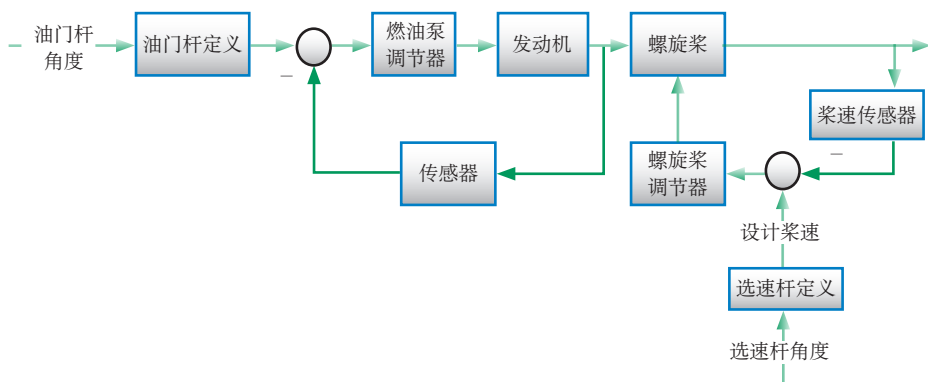 油门杆
角度
油门杆定义
燃油泵
调节器
发动机
螺旋桨
桨速传感器
传感器
螺旋桨
调节器
设计桨速
选速杆定义
选速杆角度